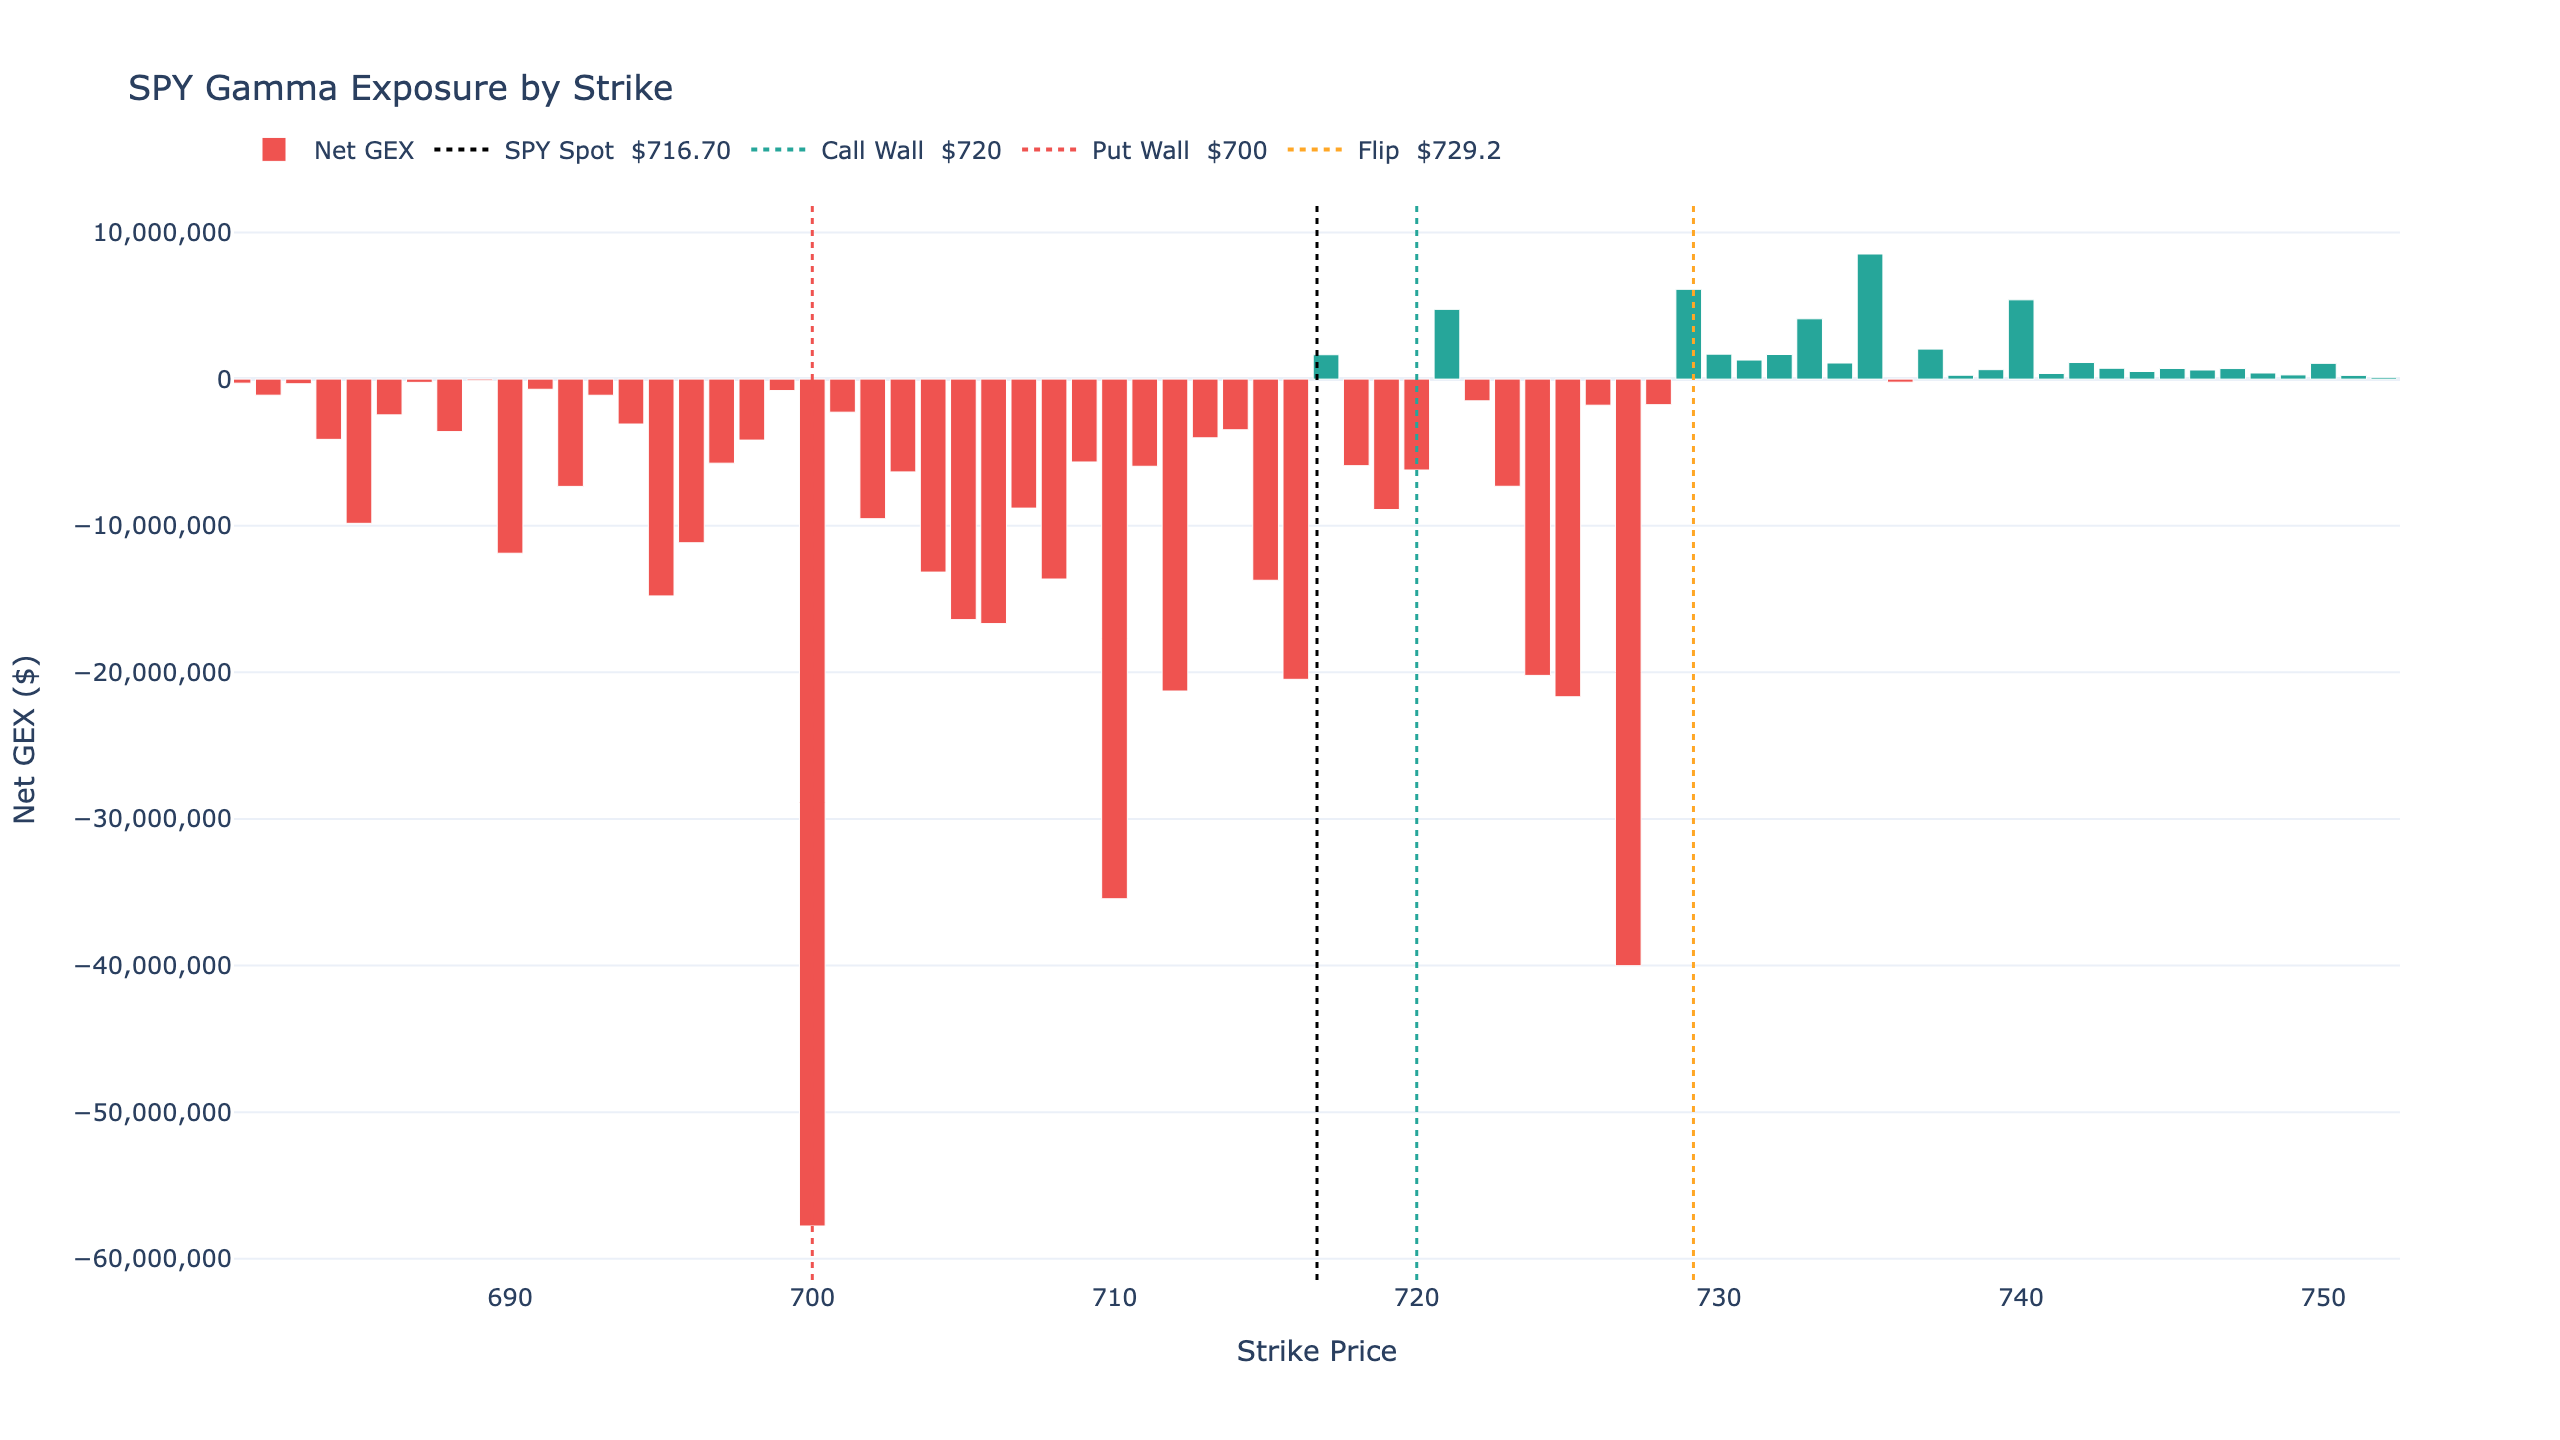 SPY Gamma Exposure by Strike
Net GEX SPY Spot $716.70 Call Wall $720 Put Wall $700 Flip $729.2
10,000,000
0
−10,000,000
−20,000,000
−30,000,000
−40,000,000
−50,000,000
−60,000,000
Net GEX ($)
690 700 710 720 730 740 750
Strike Price